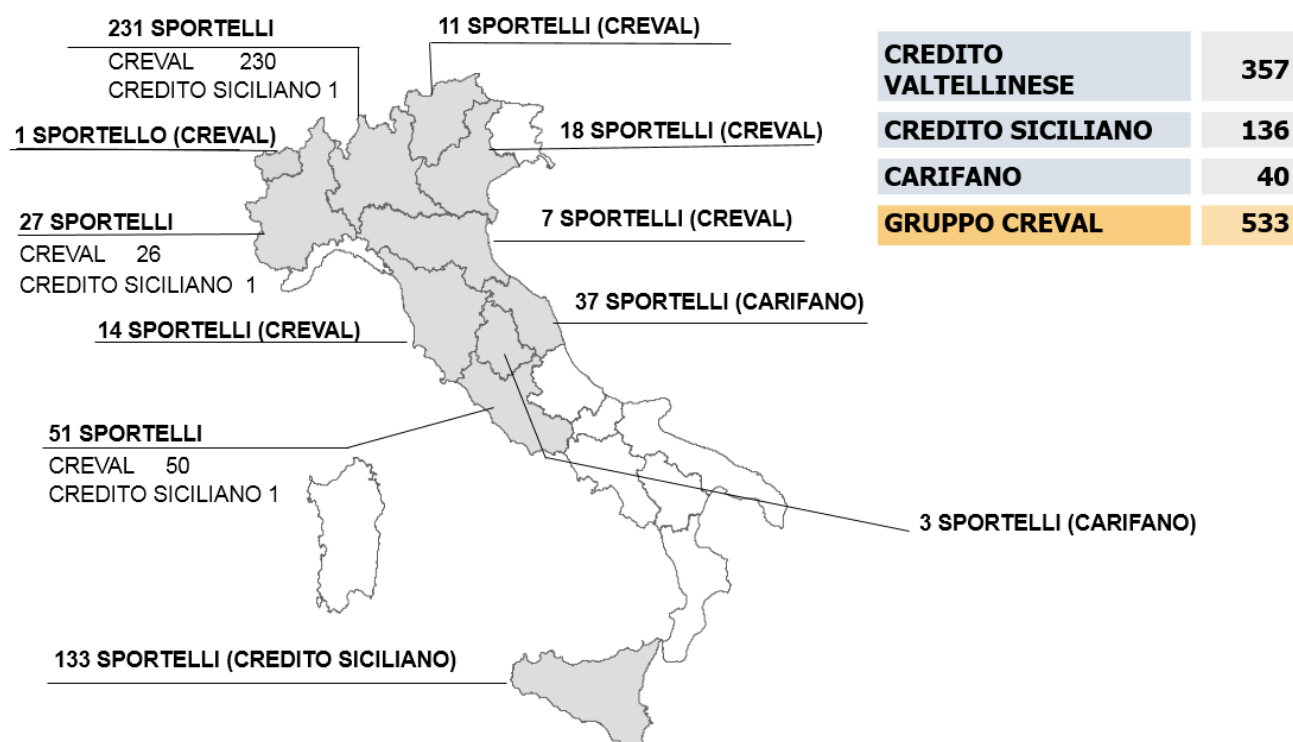 231 SPORTELLI
CREVAL 230
CREDITO SICILIANO 1
11 SPORTELLI (CREVAL)
1 SPORTELLO (CREVAL)
18 SPORTELLI (CREVAL)
27 SPORTELLI
CREVAL 26
CREDITO SICILIANO 1
7 SPORTELLI (CREVAL)
37 SPORTELLI (CARIFANO)
14 SPORTELLI (CREVAL)
51 SPORTELLI
CREVAL 50
CREDITO SICILIANO 1
3 SPORTELLI (CARIFANO)
133 SPORTELLI (CREDITO SICILIANO)
CREDITO
VALTELLINESE 357
CREDITO SICILIANO 136
CARIFANO 40
GRUPPO CREVAL 533